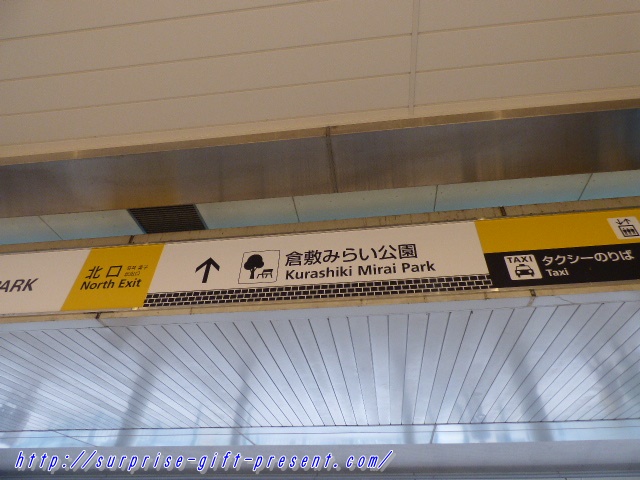 PARK
北口
North Exit
倉敷みらい公園
Kurashiki Mirai Park
TAXI
タクシーのりば
Taxi
http://surprise-gift-present.com/